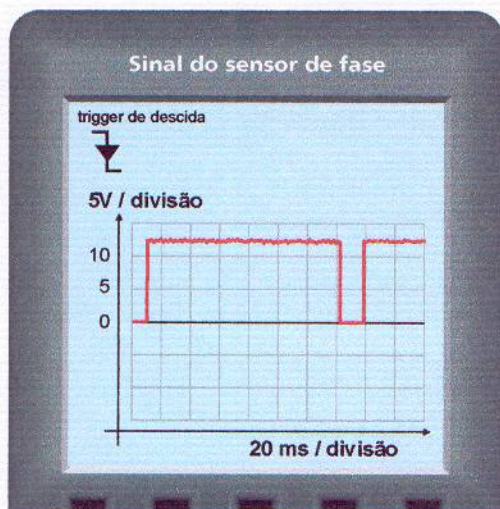 Sinal do sensor de fase
trigger de descida
5V / divisão
10
5
0
20 ms / divisão